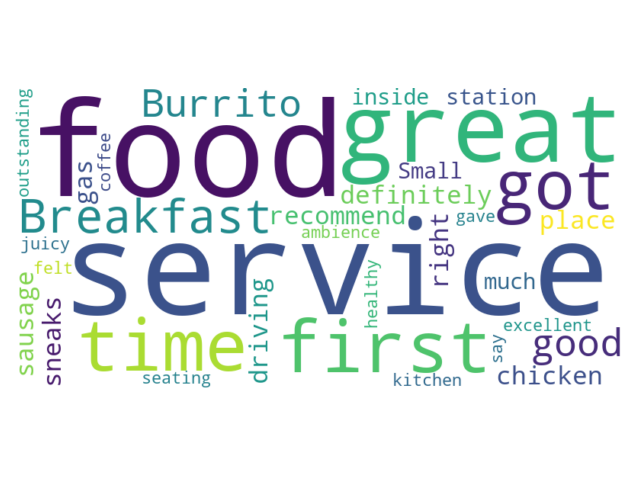 outstanding
food
Burrito
inside
station
great
gas
coffee
Small
got
definitely
Breakfast
recommend
gave
place
ambience
juicy
service
right
felt
much
sausage
sneaks
time
driving
first
healthy
excellent
say
good
seating
kitchen
chicken